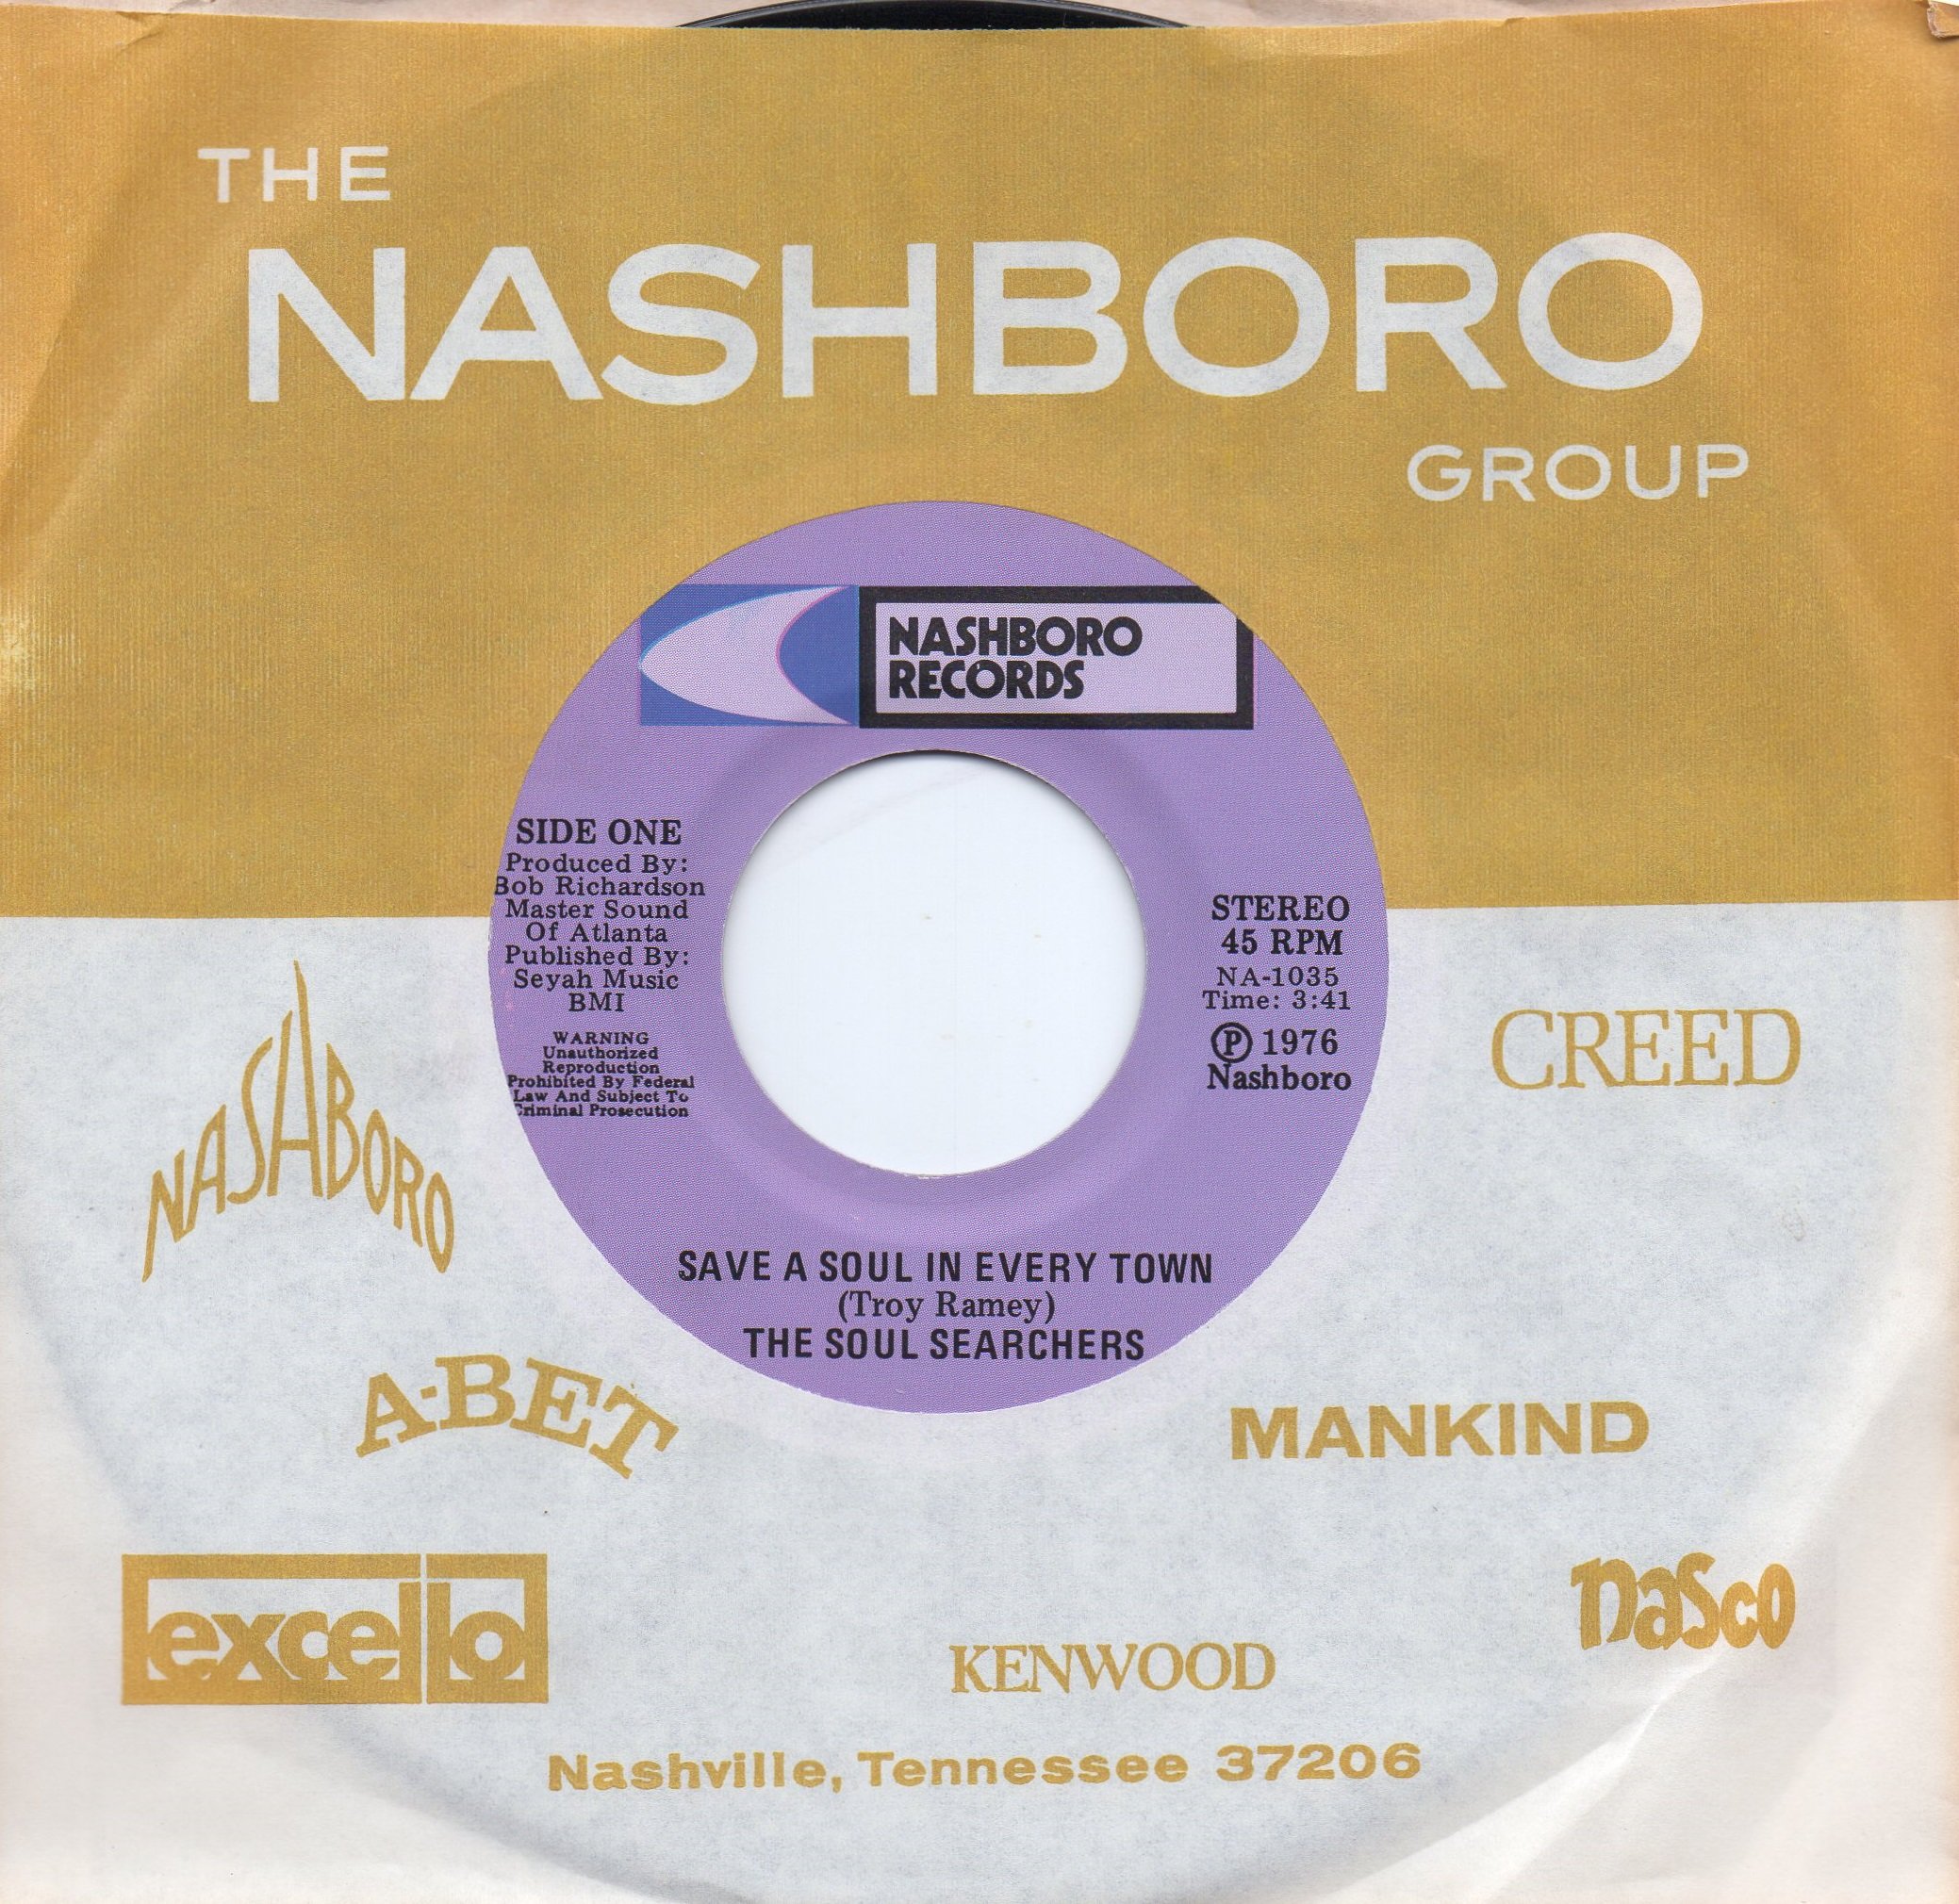 THE
NASHBORO
GROUP
NASHBORO
RECORDS
SIDE ONE
Produced By:
Bob Richardson
Master Sound
Of Atlanta
Published By:
Seyah Music
BMI
WARNING
Unauthorized
Reproduction
Prohibited By Federal
Law And Subject To
Criminal Prosecution
STEREO
45 RPM
NA-1035
Time: 3:41
℗ 1976
Nashboro
SAVE A SOUL IN EVERY TOWN
(Troy Ramey)
THE SOUL SEARCHERS
NASHBORO
CREED
A-BET
MANKIND
excello
KENWOOD
nasco
Nashville, Tennessee 37206